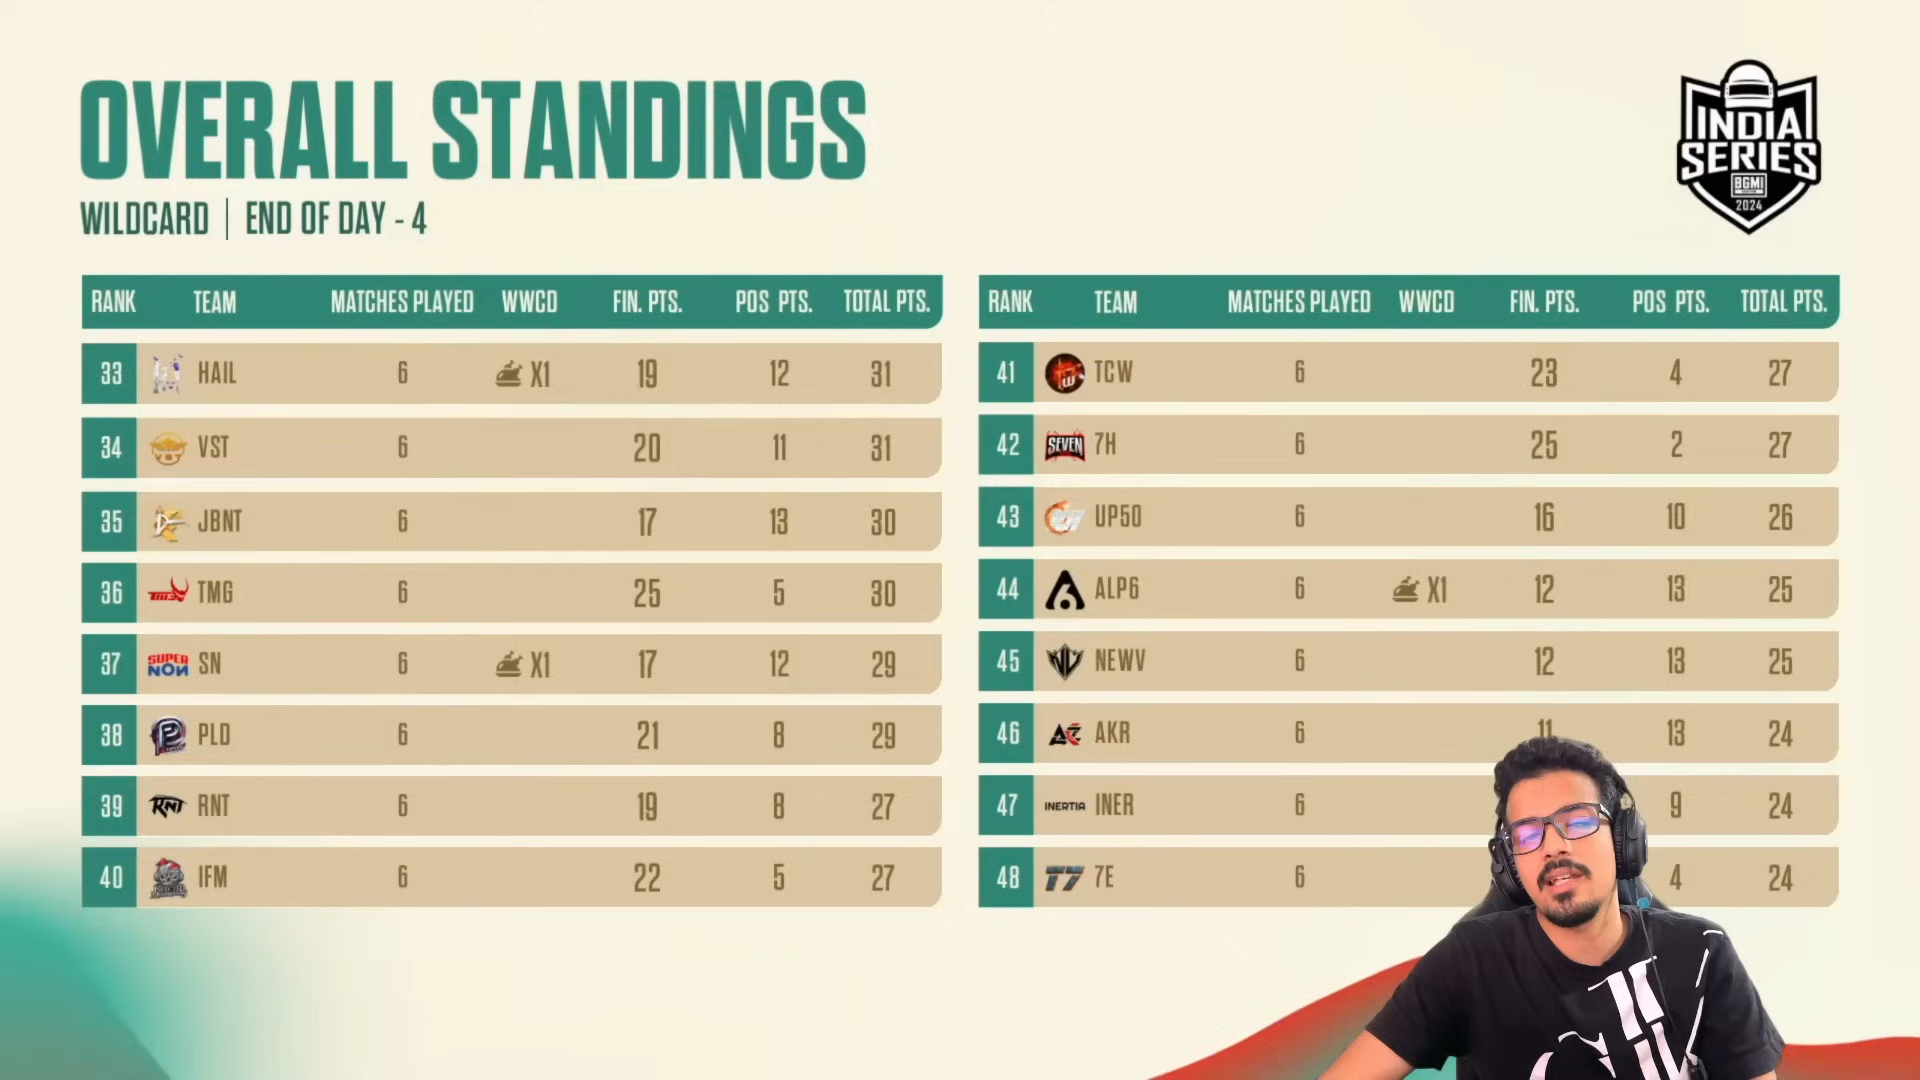 OVERALL STANDINGS
WILDCARD | END OF DAY - 4
INDIA
SERIES
BGMI
2024
RANK TEAM MATCHES PLAYED WWCD FIN. PTS. POS PTS. TOTAL PTS.
33 HAIL 6 X1 19 12 31
34 VST 6 20 11 31
35 JBNT 6 17 13 30
36 TMG 6 25 5 30
37 SUPER NON SN 6 X1 17 12 29
38 PLD 6 21 8 29
39 RNT RNT 6 19 8 27
40 IFM 6 22 5 27
RANK TEAM MATCHES PLAYED WWCD FIN. PTS. POS PTS. TOTAL PTS.
41 TCW 6 23 4 27
42 SEVEN 7H 6 25 2 27
43 UP50 6 16 10 26
44 ALP6 6 X1 12 13 25
45 NEWV 6 12 13 25
46 AKR 6 11 13 24
47 INERTIA INER 6 9 24
48 T7 7E 6 4 24